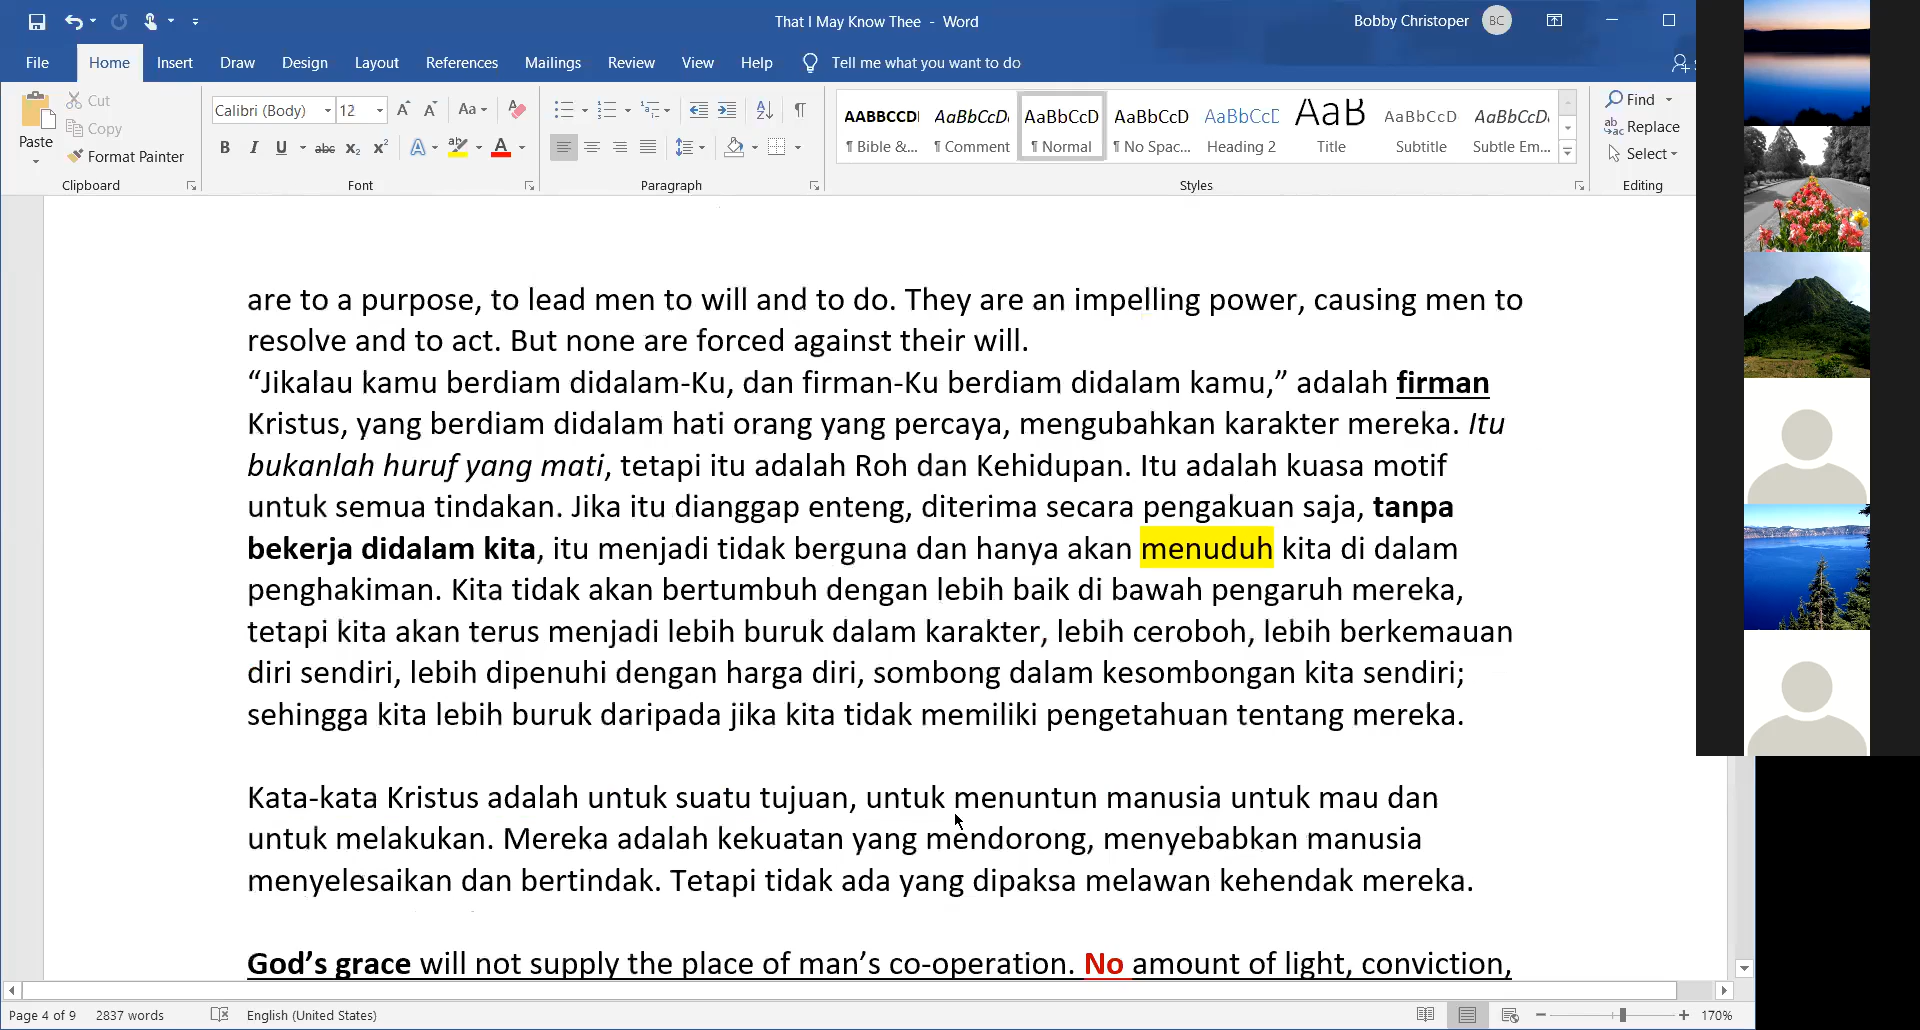 That I May Know Thee - Word
Bobby Christoper BC
File Home Insert Draw Design Layout References Mailings Review View Help Tell me what you want to do
Paste Cut
Copy
Format Painter
Clipboard
Calibri (Body) 12 Aa
B I U abc x₂ x² A A
Font
Paragraph
AABBCCDI AaBbCcDı AaBbCcD AaBbCcD AaBbCcD AaB AaBbCcD AaBbCcDı
¶ Bible &... ¶ Comment ¶ Normal ¶ No Spac... Heading 2 Title Subtitle Subtle Em...
Styles
Find
Replace
Select
Editing
are to a purpose, to lead men to will and to do. They are an impelling power, causing men to
resolve and to act. But none are forced against their will.
“Jikalau kamu berdiam didalam-Ku, dan firman-Ku berdiam didalam kamu,” adalah firman
Kristus, yang berdiam didalam hati orang yang percaya, mengubahkan karakter mereka. Itu
bukanlah huruf yang mati, tetapi itu adalah Roh dan Kehidupan. Itu adalah kuasa motif
untuk semua tindakan. Jika itu dianggap enteng, diterima secara pengakuan saja, tanpa
bekerja didalam kita, itu menjadi tidak berguna dan hanya akan menuduh kita di dalam
penghakiman. Kita tidak akan bertumbuh dengan lebih baik di bawah pengaruh mereka,
tetapi kita akan terus menjadi lebih buruk dalam karakter, lebih ceroboh, lebih berkemauan
diri sendiri, lebih dipenuhi dengan harga diri, sombong dalam kesombongan kita sendiri;
sehingga kita lebih buruk daripada jika kita tidak memiliki pengetahuan tentang mereka.
Kata-kata Kristus adalah untuk suatu tujuan, untuk menuntun manusia untuk mau dan
untuk melakukan. Mereka adalah kekuatan yang mendorong, menyebabkan manusia
menyelesaikan dan bertindak. Tetapi tidak ada yang dipaksa melawan kehendak mereka.
God’s grace will not supply the place of man’s co-operation. No amount of light, conviction,
Page 4 of 9 2837 words English (United States) 170%